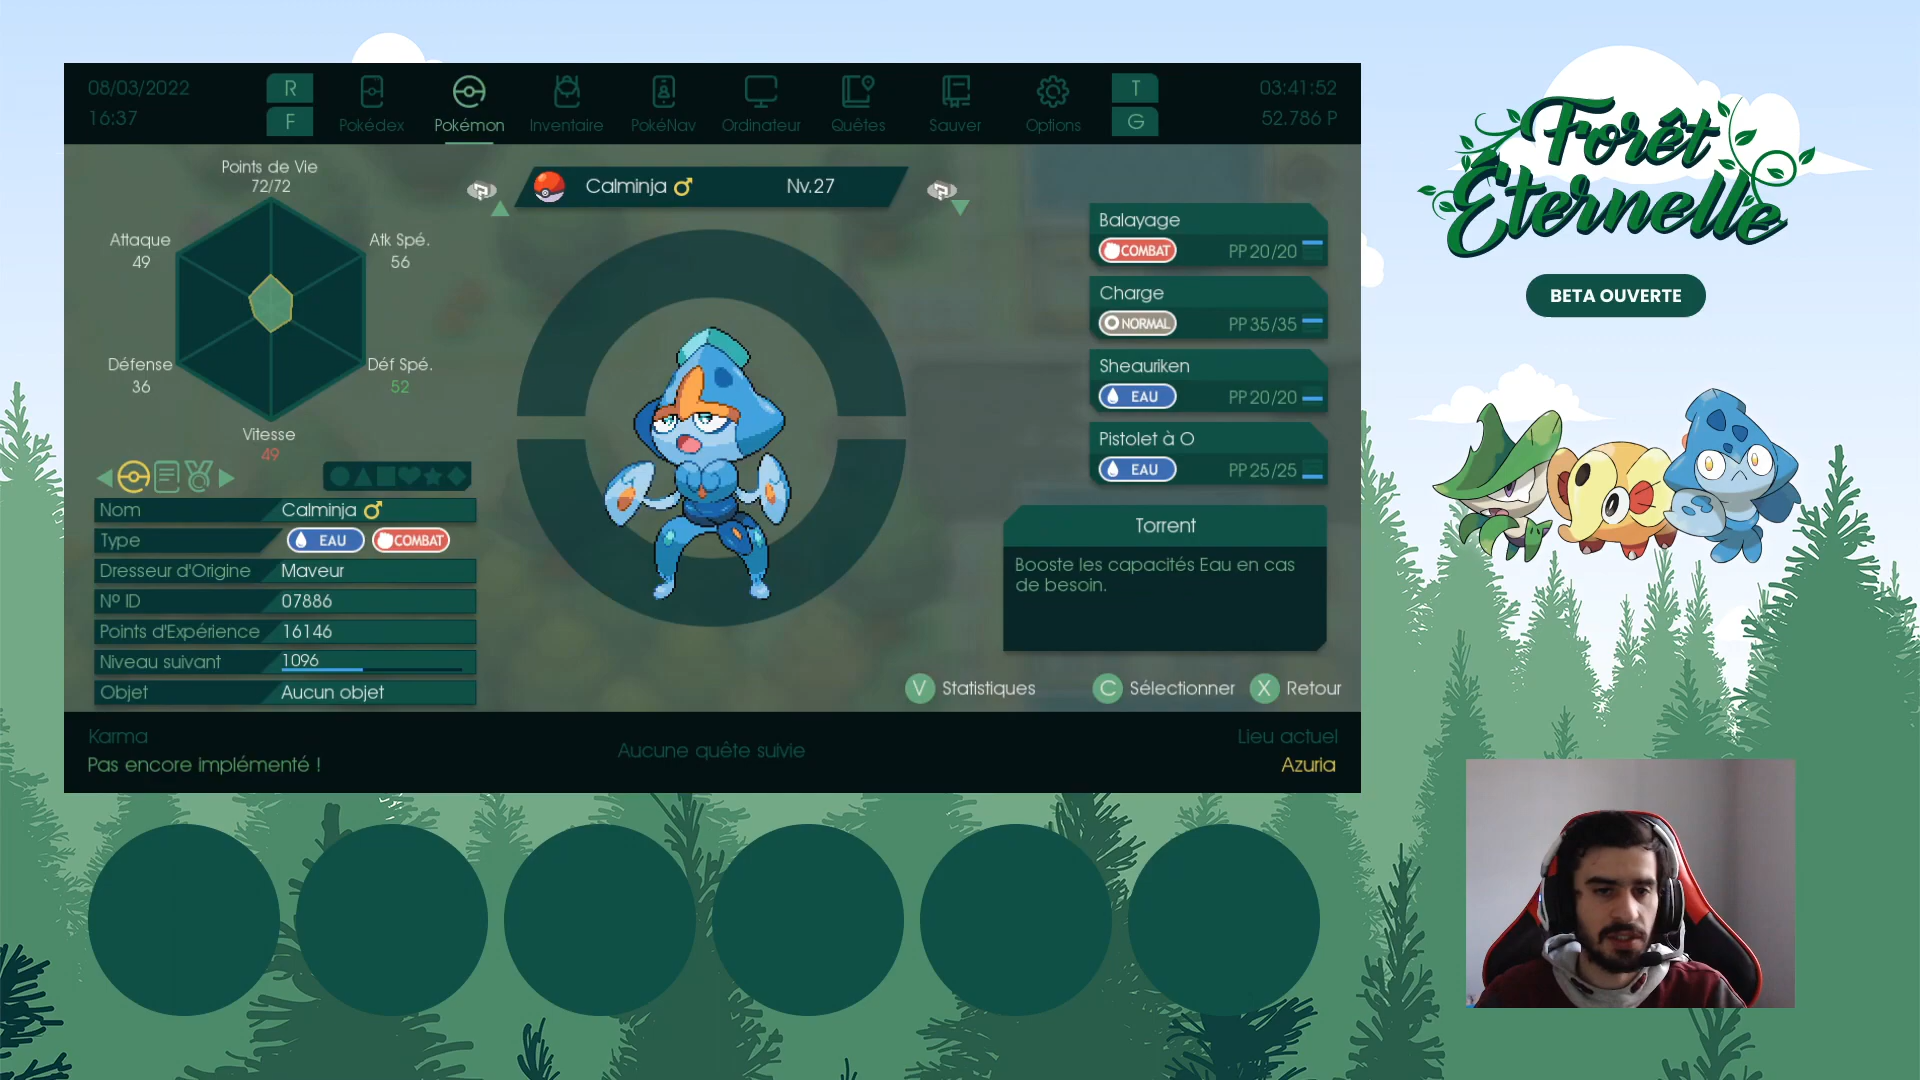 08/03/2022
16:37
R
F
Pokédex
Pokémon
Inventaire
PokéNav
Ordinateur
Quêtes
Sauver
Options
T
G
03:41:52
52.786 P
Points de Vie
72/72
Attaque
49
Atk Spé.
56
Défense
36
Déf Spé.
52
Vitesse
49
Calminja ♂ Nv.27
Nom Calminja ♂
Type EAU COMBAT
Dresseur d'Origine Maveur
Nº ID 07886
Points d'Expérience 16146
Niveau suivant 1096
Objet Aucun objet
Balayage
COMBAT PP 20/20
Charge
NORMAL PP 35/35
Sheauriken
EAU PP 20/20
Pistolet à O
EAU PP 25/25
Torrent
Booste les capacités Eau en cas
de besoin.
V Statistiques
C Sélectionner
X Retour
Karma
Pas encore implémenté !
Aucune quête suivie
Lieu actuel
Azuria
Forêt
Éternelle
BETA OUVERTE